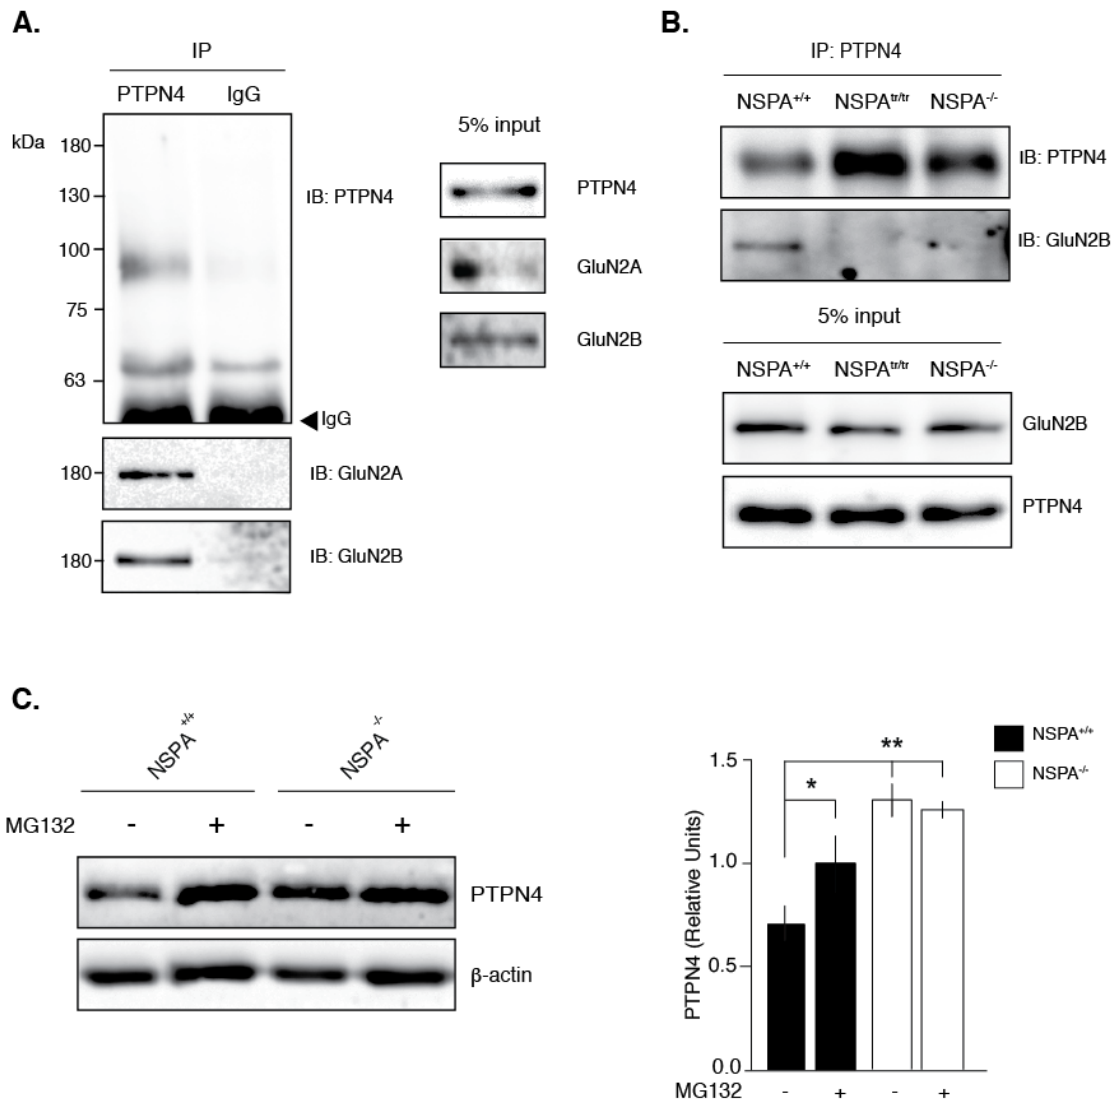 A.
IP
PTPN4 IgG
kDa
180
130
100
75
63
IB: PTPN4
IgG
180
IB: GluN2A
180
IB: GluN2B
5% input
PTPN4
GluN2A
GluN2B
B.
IP: PTPN4
NSPA+/+ NSPAtr/tr NSPA-/-
IB: PTPN4
IB: GluN2B
5% input
NSPA+/+ NSPAtr/tr NSPA-/-
GluN2B
PTPN4
C.
NSPA+/+ NSPA-/-
MG132 - + - +
PTPN4
β-actin
NSPA+/+
NSPA-/-
**
*
1.5
1.0
0.5
0.0
PTPN4 (Relative Units)
MG132 - + - +